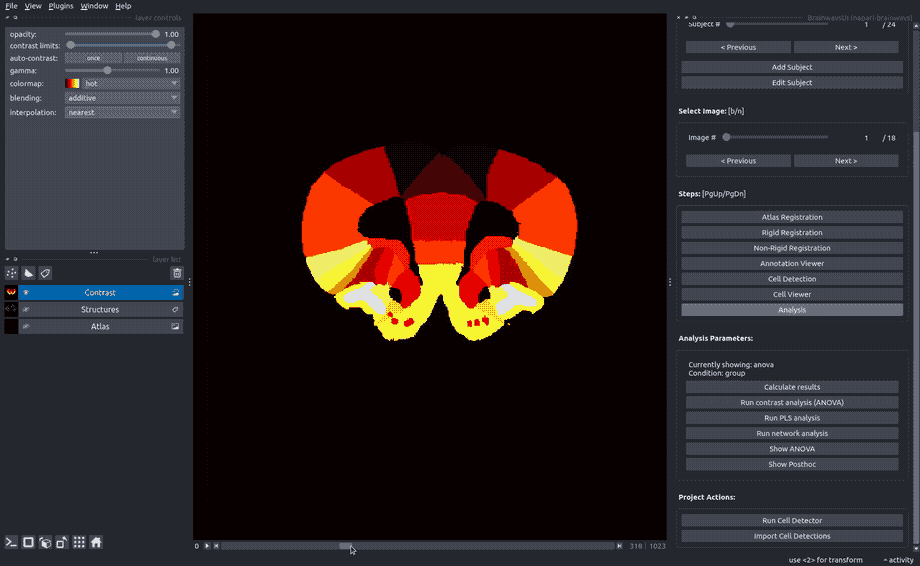 File View Plugins Window Help
layer controls
opacity: 1.00
contrast limits:
auto-contrast: once continuous
gamma: 1.00
colormap: hot
blending: additive
interpolation: nearest
layer list
Contrast
Structures
Atlas
0 318 | 1023
BrainwaysUI (napari-brainways)
Subject # 1 / 24
< Previous Next >
Add Subject
Edit Subject
Select Image: [b/n]
Image # 1 / 18
< Previous Next >
Steps: [PgUp/PgDn]
Atlas Registration
Rigid Registration
Non-Rigid Registration
Annotation Viewer
Cell Detection
Cell Viewer
Analysis
Analysis Parameters:
Currently showing: anova
Condition: group
Calculate results
Run contrast analysis (ANOVA)
Run PLS analysis
Run network analysis
Show ANOVA
Show Posthoc
Project Actions:
Run Cell Detector
Import Cell Detections
use <2> for transform activity